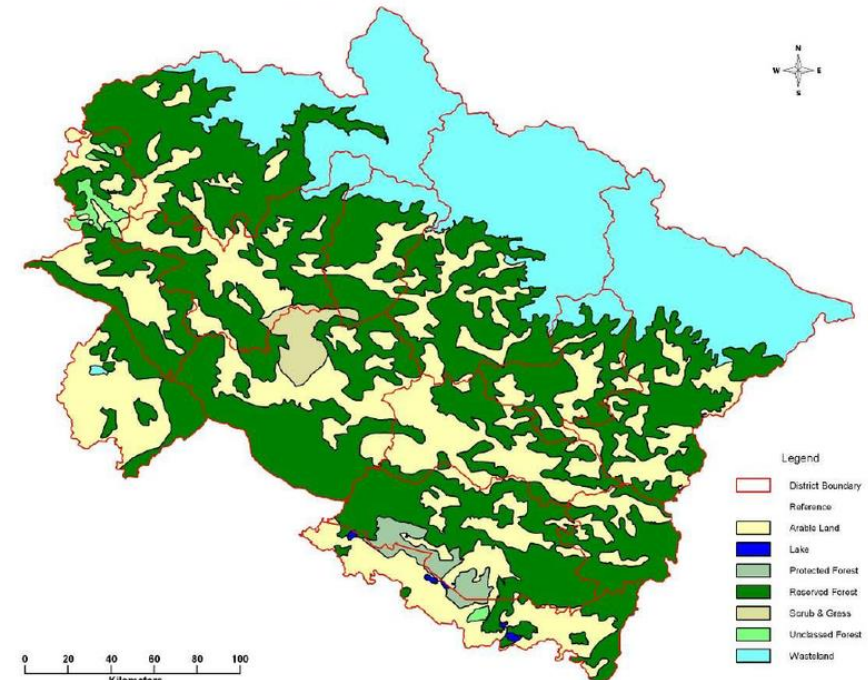 N
W E
S
Legend
District Boundary
Reference
Arable Land
Lake
Protected Forest
Reserved Forest
Scrub & Grass
Unclassed Forest
Wasteland
0 20 40 60 80 100
Kilometers